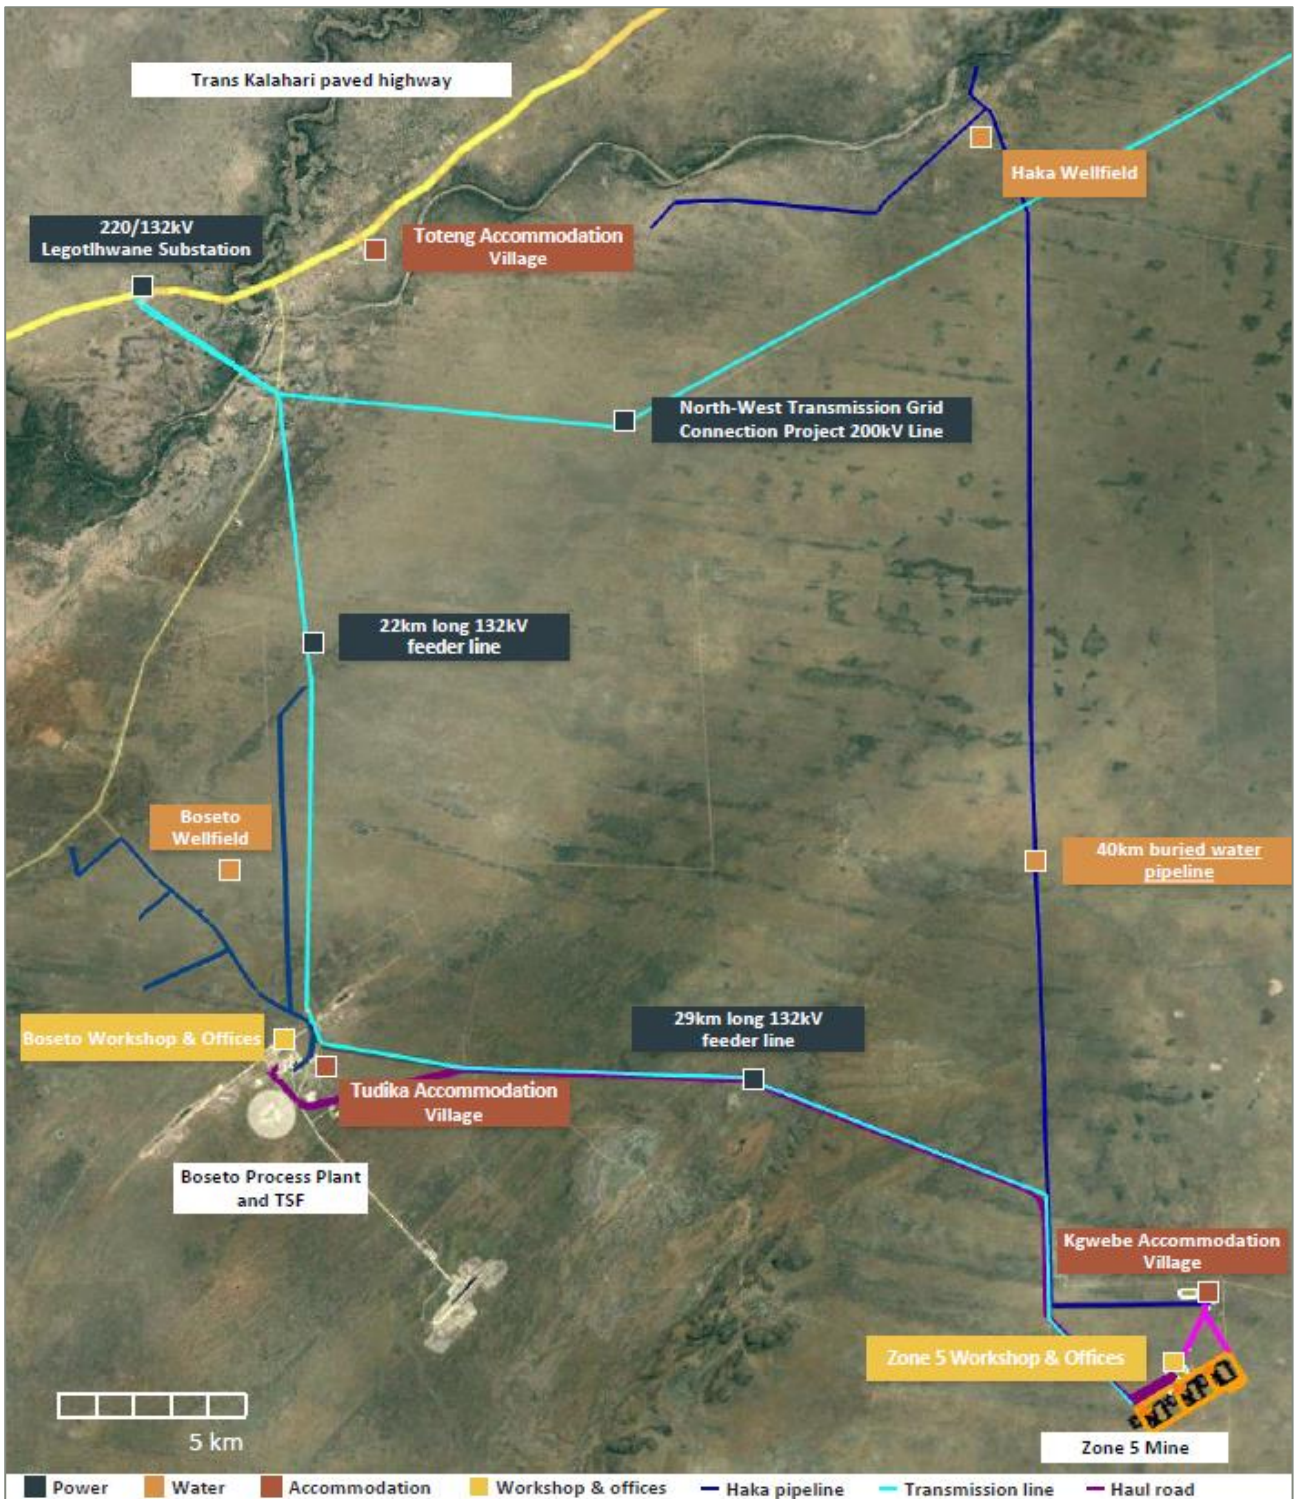 Trans Kalahari paved highway
Haka Wellfield
220/132kV
Legotlhwane Substation
Toteng Accommodation
Village
North-West Transmission Grid
Connection Project 200kV Line
22km long 132kV
feeder line
Boseto
Wellfield
40km buried water
pipeline
29km long 132kV
feeder line
Boseto Workshop & Offices
Tudika Accommodation
Village
Boseto Process Plant
and TSF
Kgwebe Accommodation
Village
Zone 5 Workshop & Offices
5 km
Zone 5 Mine
Power
Water
Accommodation
Workshop & offices
Haka pipeline
Transmission line
Haul road